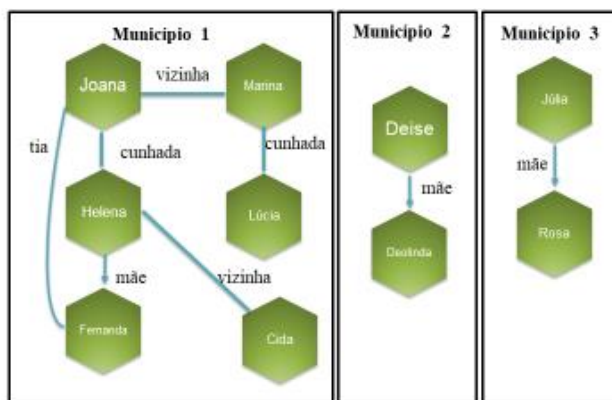 Município 1
Joana
vizinha
Marina
tia
cunhada
cunhada
Helena
Lúcia
mãe
vizinha
Fernanda
Cida
Município 2
Deise
mãe
Deolinda
Município 3
Júlia
mãe
Rosa